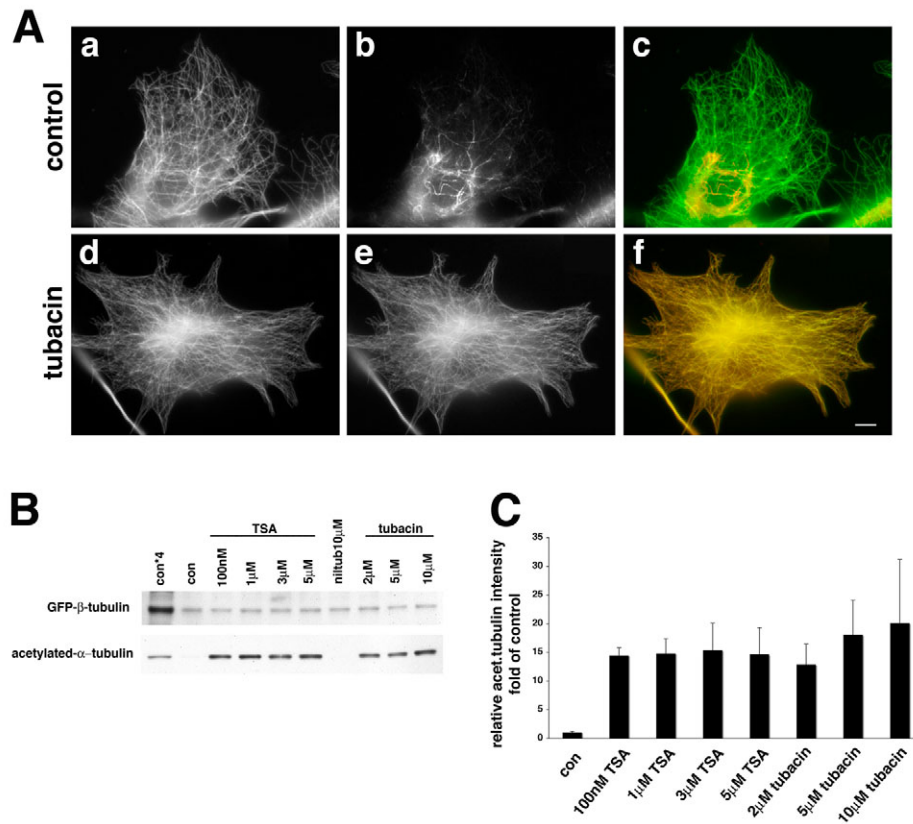 A
a
b
c
control
d
e
f
tubacin
B
TSA
tubacin
con*4
con
100nM
1μM
3μM
5μM
niltub10μM
2μM
5μM
10μM
GFP-β-tubulin
acetylated-α-tubulin
C
relative acet.tubulin intensity
fold of control
35
30
25
20
15
10
5
0
con
100nM TSA
1μM TSA
3μM TSA
5μM TSA
2μM tubacin
5μM tubacin
10μM tubacin